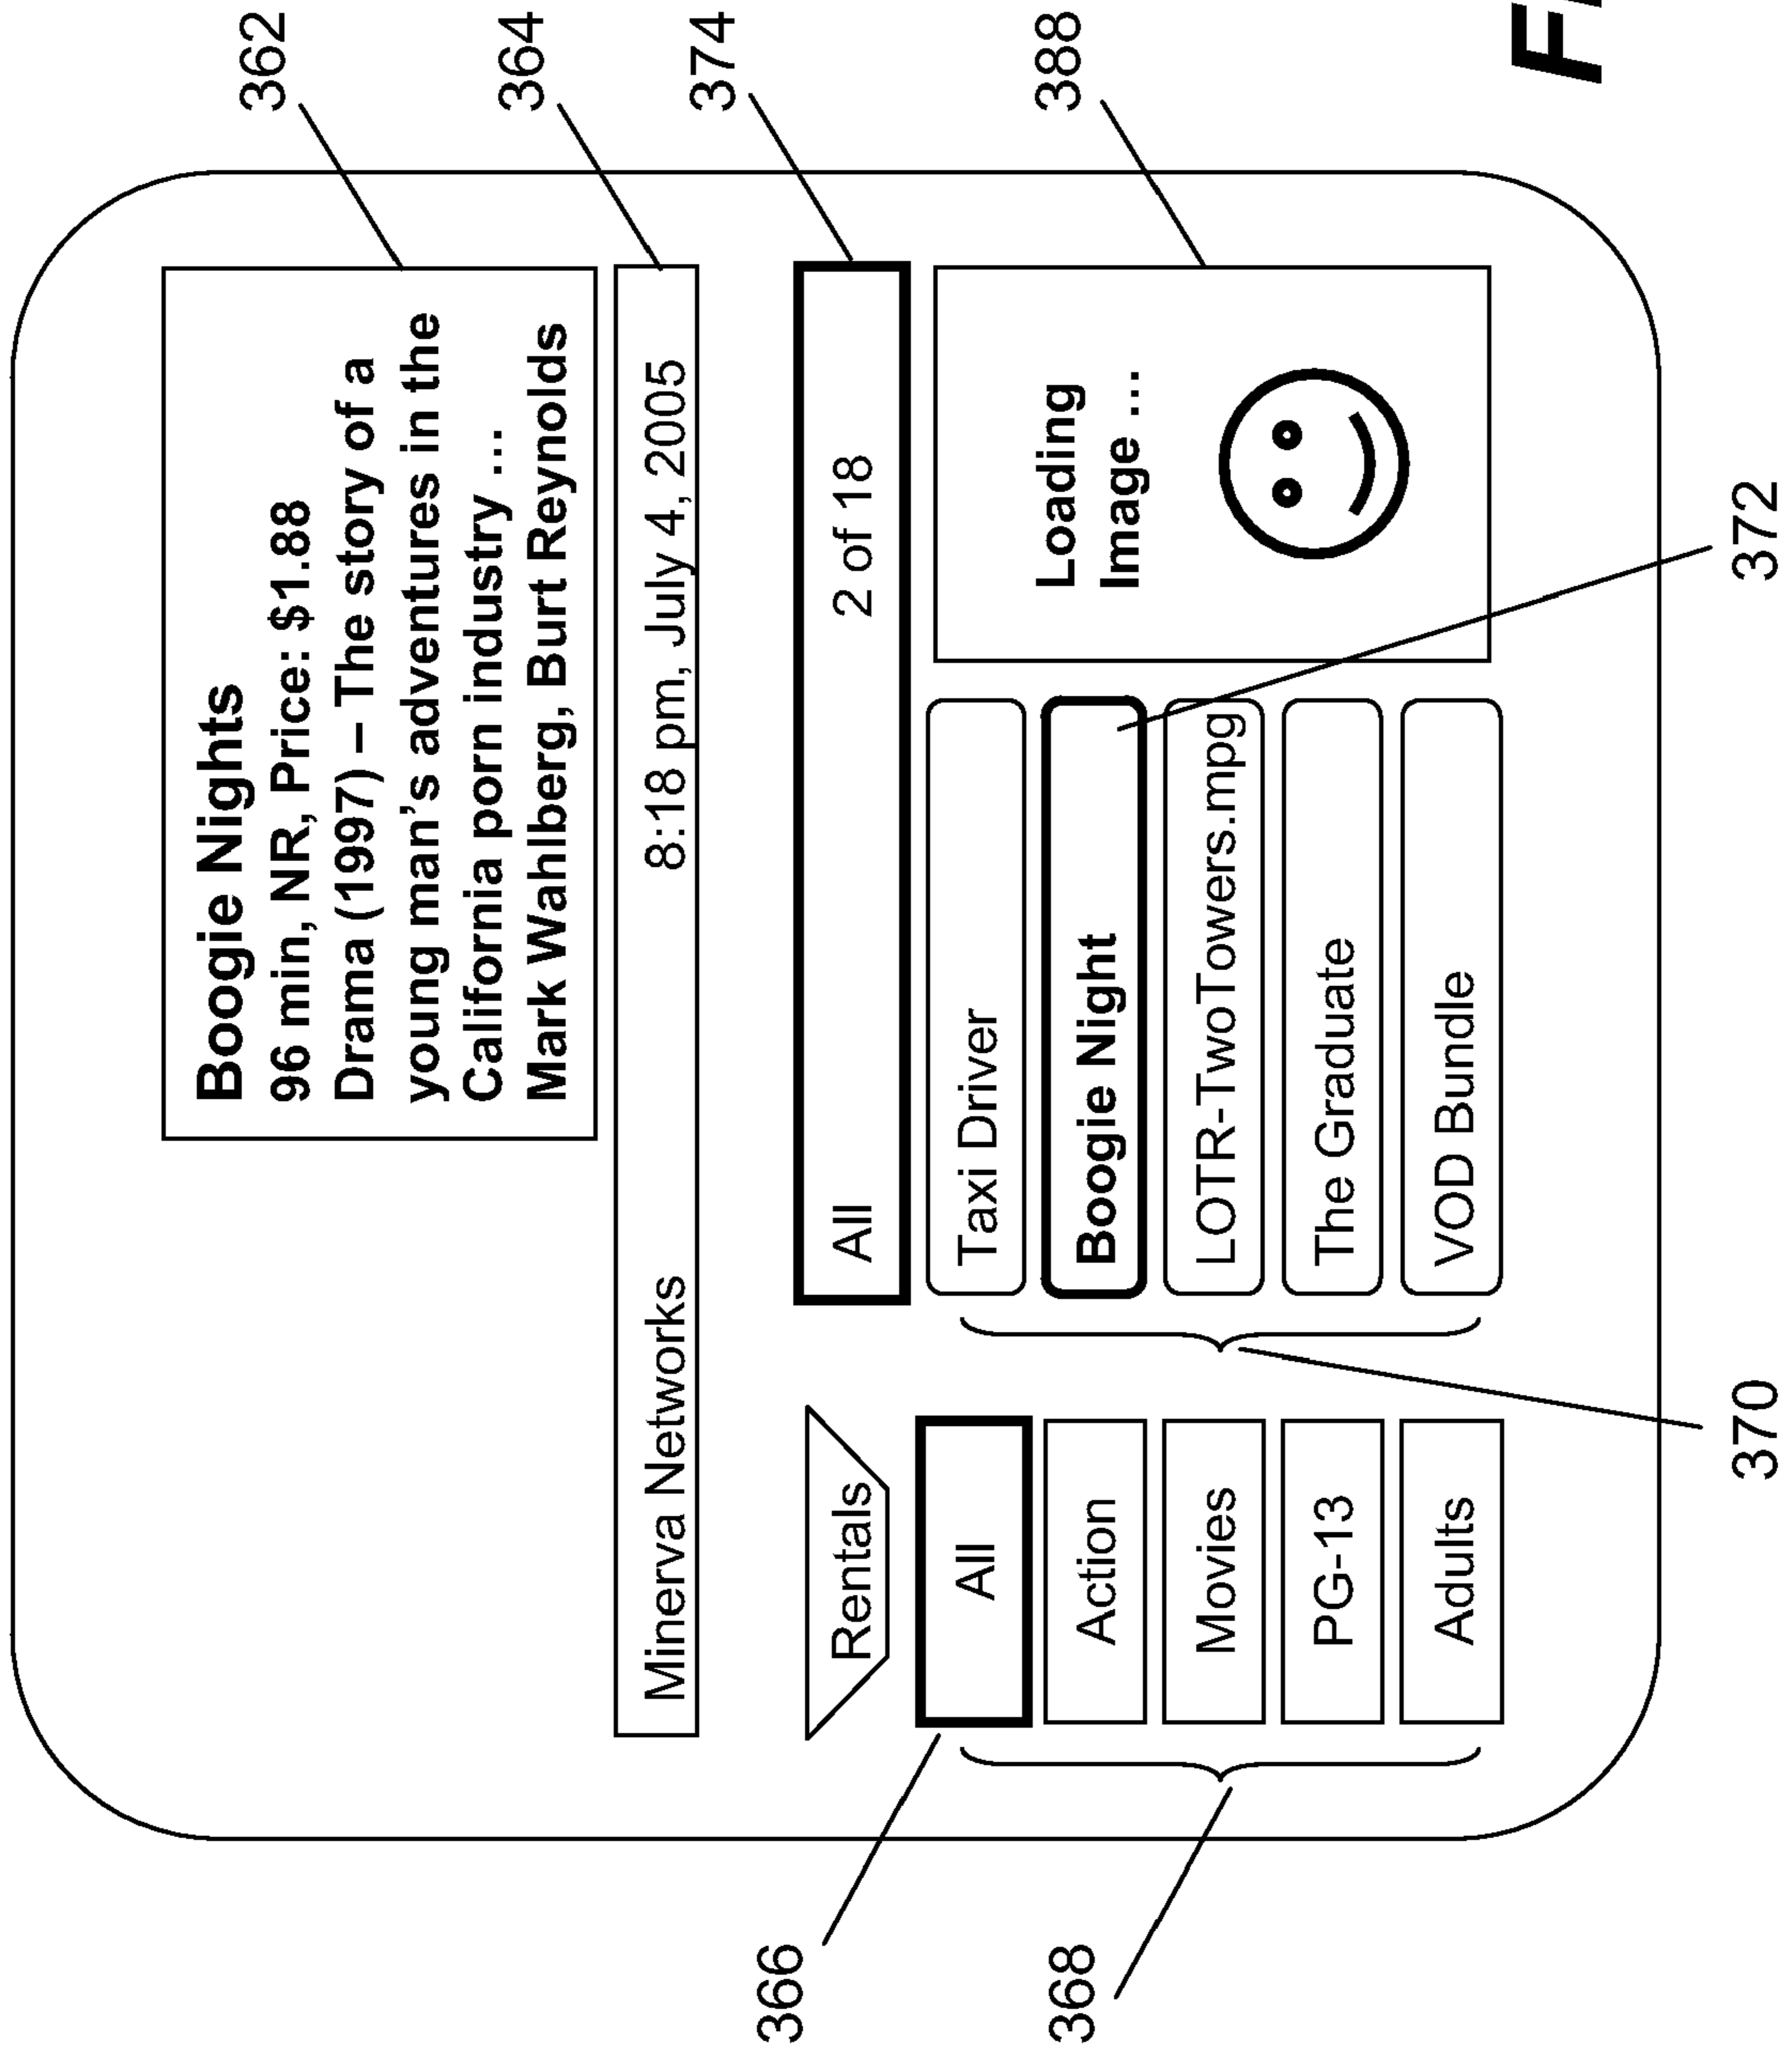 362
Boogie Nights
96 min, NR, Price: $1.88
Drama (1997) – The story of a
young man's adventures in the
California porn industry ...
Mark Wahlberg, Burt Reynolds
364
Minerva Networks 8:18 pm, July 4, 2005
374
366
Rentals
All 2 of 18
All
Action
Movies
PG-13
Adults
368
Taxi Driver
Boogie Night
LOTR-TwoTowers.mpg
The Graduate
VOD Bundle
388
Loading
Image ...
370
372